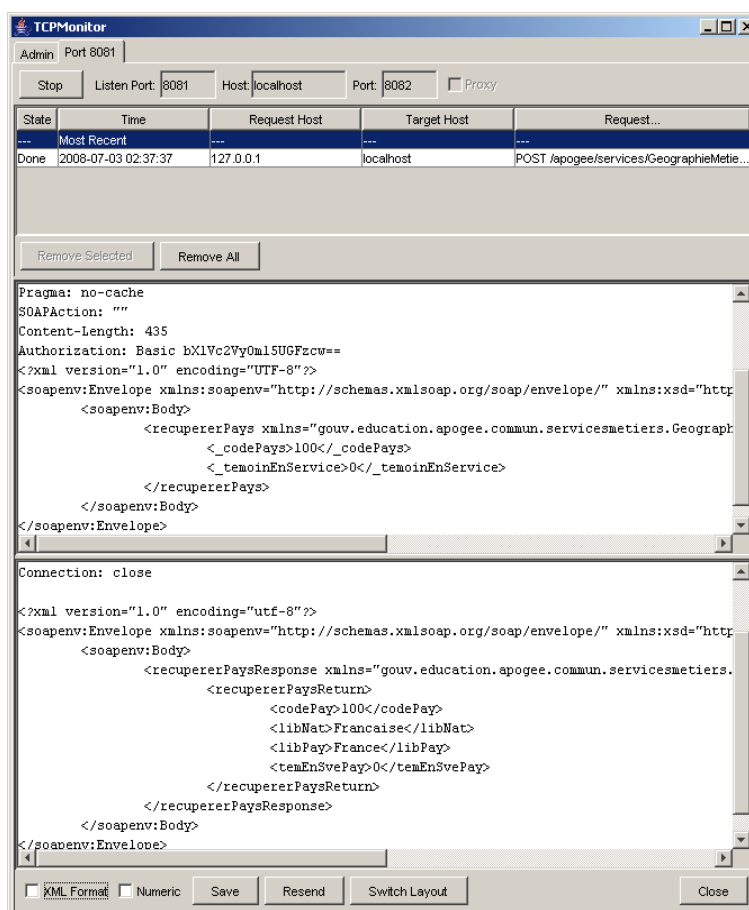 TCPMonitor
Admin Port 8081
Stop Listen Port: 8081 Host: localhost Port: 8082 Proxy
State Time Request Host Target Host Request...
--- Most Recent --- --- ---
Done 2008-07-03 02:37:37 127.0.0.1 localhost POST /apogee/services/GeographieMetie...
Remove Selected Remove All
Pragma: no-cache
SOAPAction: ""
Content-Length: 435
Authorization: Basic bXlVc2VyOm15UGFzcw==
<?xml version="1.0" encoding="UTF-8"?>
<soapenv:Envelope xmlns:soapenv="http://schemas.xmlsoap.org/soap/envelope/" xmlns:xsd="http
<soapenv:Body>
<recupererPays xmlns="gouv.education.apogee.commun.servicesmetiers.Geograph
<_codePays>100</_codePays>
<_temoinEnService>0</_temoinEnService>
</recupererPays>
</soapenv:Body>
</soapenv:Envelope>
Connection: close
<?xml version="1.0" encoding="utf-8"?>
<soapenv:Envelope xmlns:soapenv="http://schemas.xmlsoap.org/soap/envelope/" xmlns:xsd="http
<soapenv:Body>
<recupererPaysResponse xmlns="gouv.education.apogee.commun.servicesmetiers.
<recupererPaysReturn>
<codePay>100</codePay>
<libNat>Francaise</libNat>
<libPay>France</libPay>
<temEnSvePay>0</temEnSvePay>
</recupererPaysReturn>
</recupererPaysResponse>
</soapenv:Body>
</soapenv:Envelope>
XML Format Numeric Save Resend Switch Layout Close